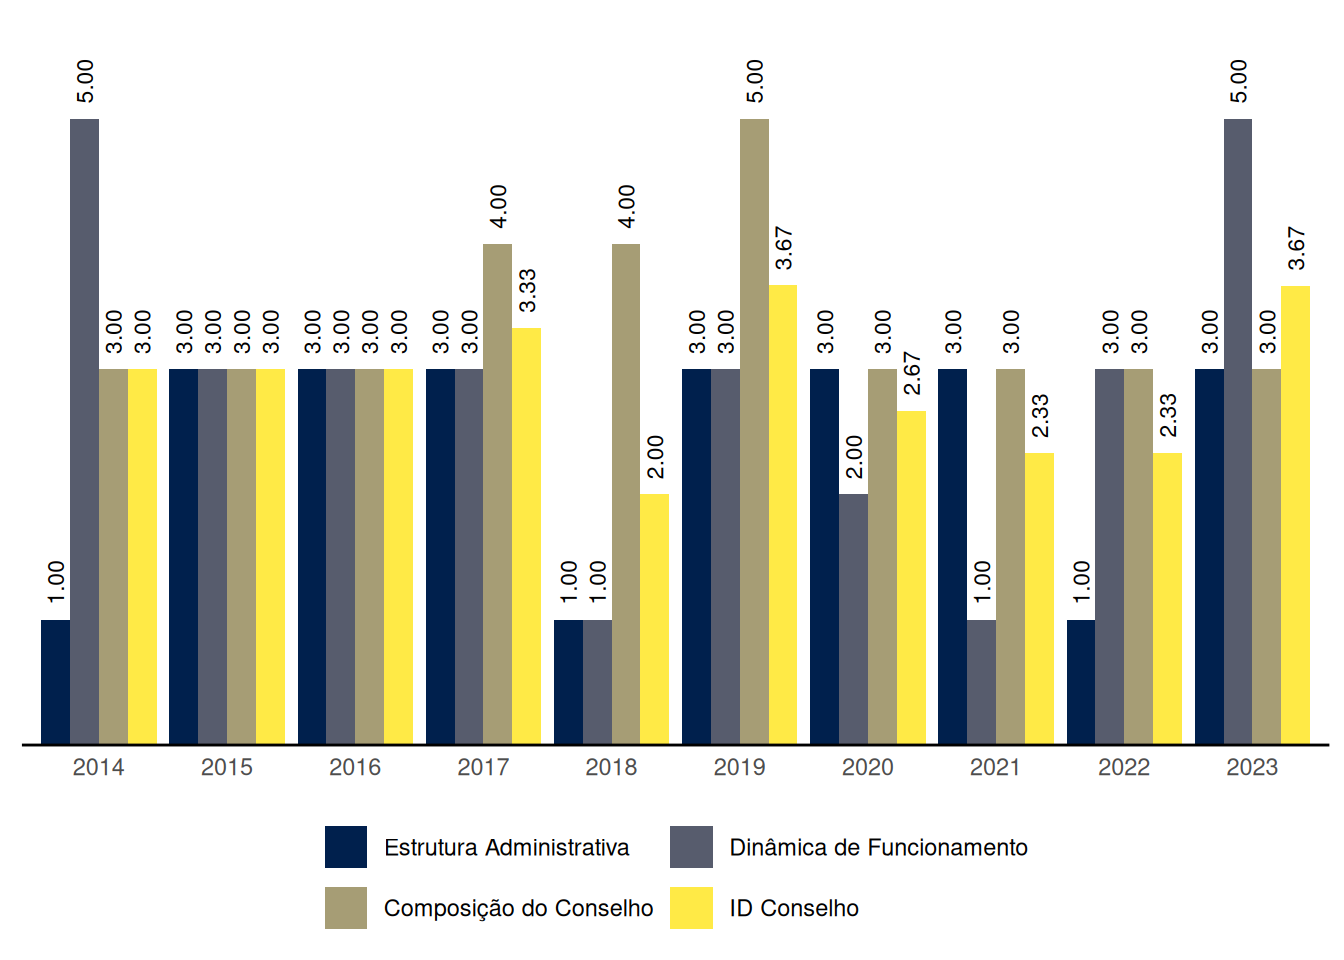 1.00 5.00 3.00 3.00 3.00 3.00 3.00 3.00 3.00 3.00 3.00 3.00 3.00 3.00 4.00 3.33 1.00 1.00 4.00 2.00 3.00 3.00 5.00 3.67 3.00 2.00 3.00 2.67 3.00 1.00 3.00 2.33 1.00 3.00 3.00 2.33 3.00 5.00 3.00 3.67
2014 2015 2016 2017 2018 2019 2020 2021 2022 2023
Estrutura Administrativa Dinâmica de Funcionamento
Composição do Conselho ID Conselho